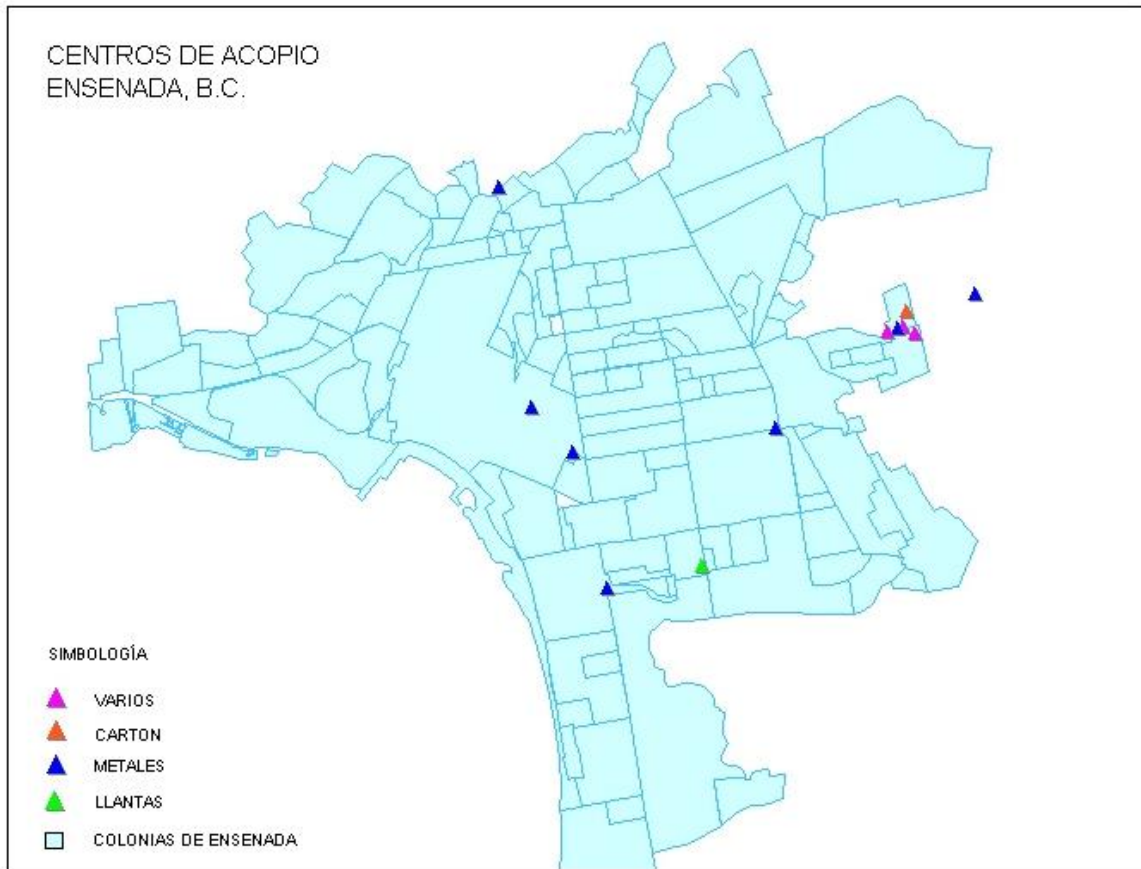 CENTROS DE ACOPIO
ENSENADA, B.C.
SIMBOLOGÍA
VARIOS
CARTON
METALES
LLANTAS
COLONIAS DE ENSENADA